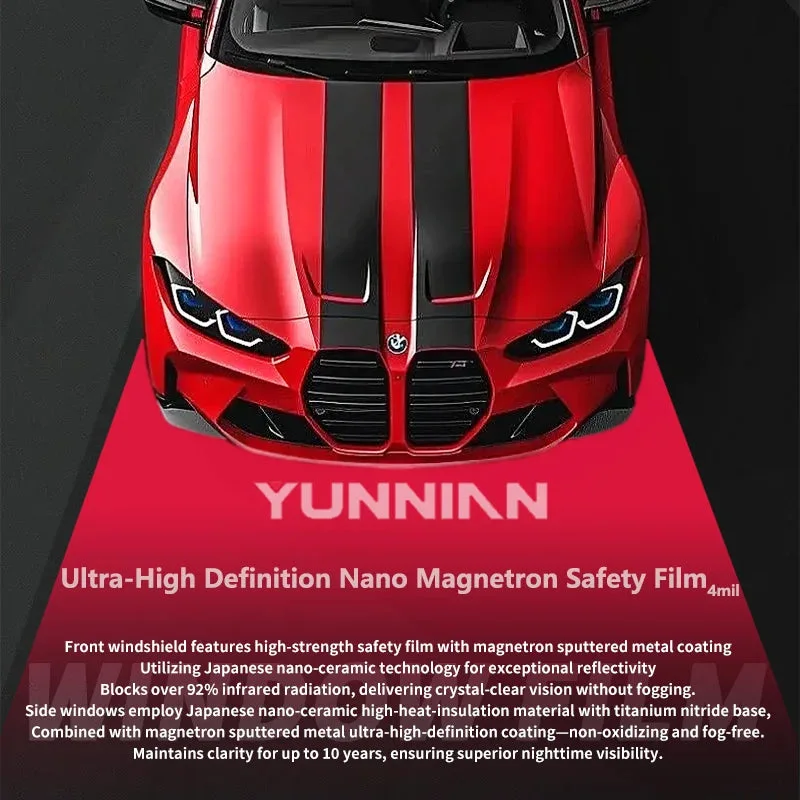 YUNNIAN
Ultra-High Definition Nano Magnetron Safety Film 4mil
Front windshield features high-strength safety film with magnetron sputtered metal coating
Utilizing Japanese nano-ceramic technology for exceptional reflectivity
Blocks over 92% infrared radiation, delivering crystal-clear vision without fogging.
Side windows employ Japanese nano-ceramic high-heat-insulation material with titanium nitride base,
Combined with magnetron sputtered metal ultra-high-definition coating—non-oxidizing and fog-free.
Maintains clarity for up to 10 years, ensuring superior nighttime visibility.
WINDOWS FILM